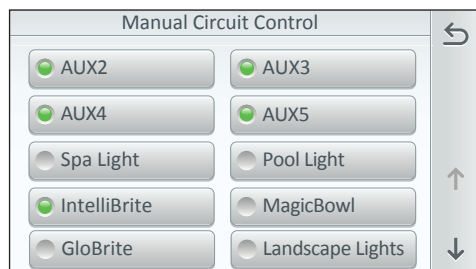 Manual Circuit Control
AUX2 AUX3
AUX4 AUX5
Spa Light Pool Light
IntelliBrite MagicBowl
GloBrite Landscape Lights